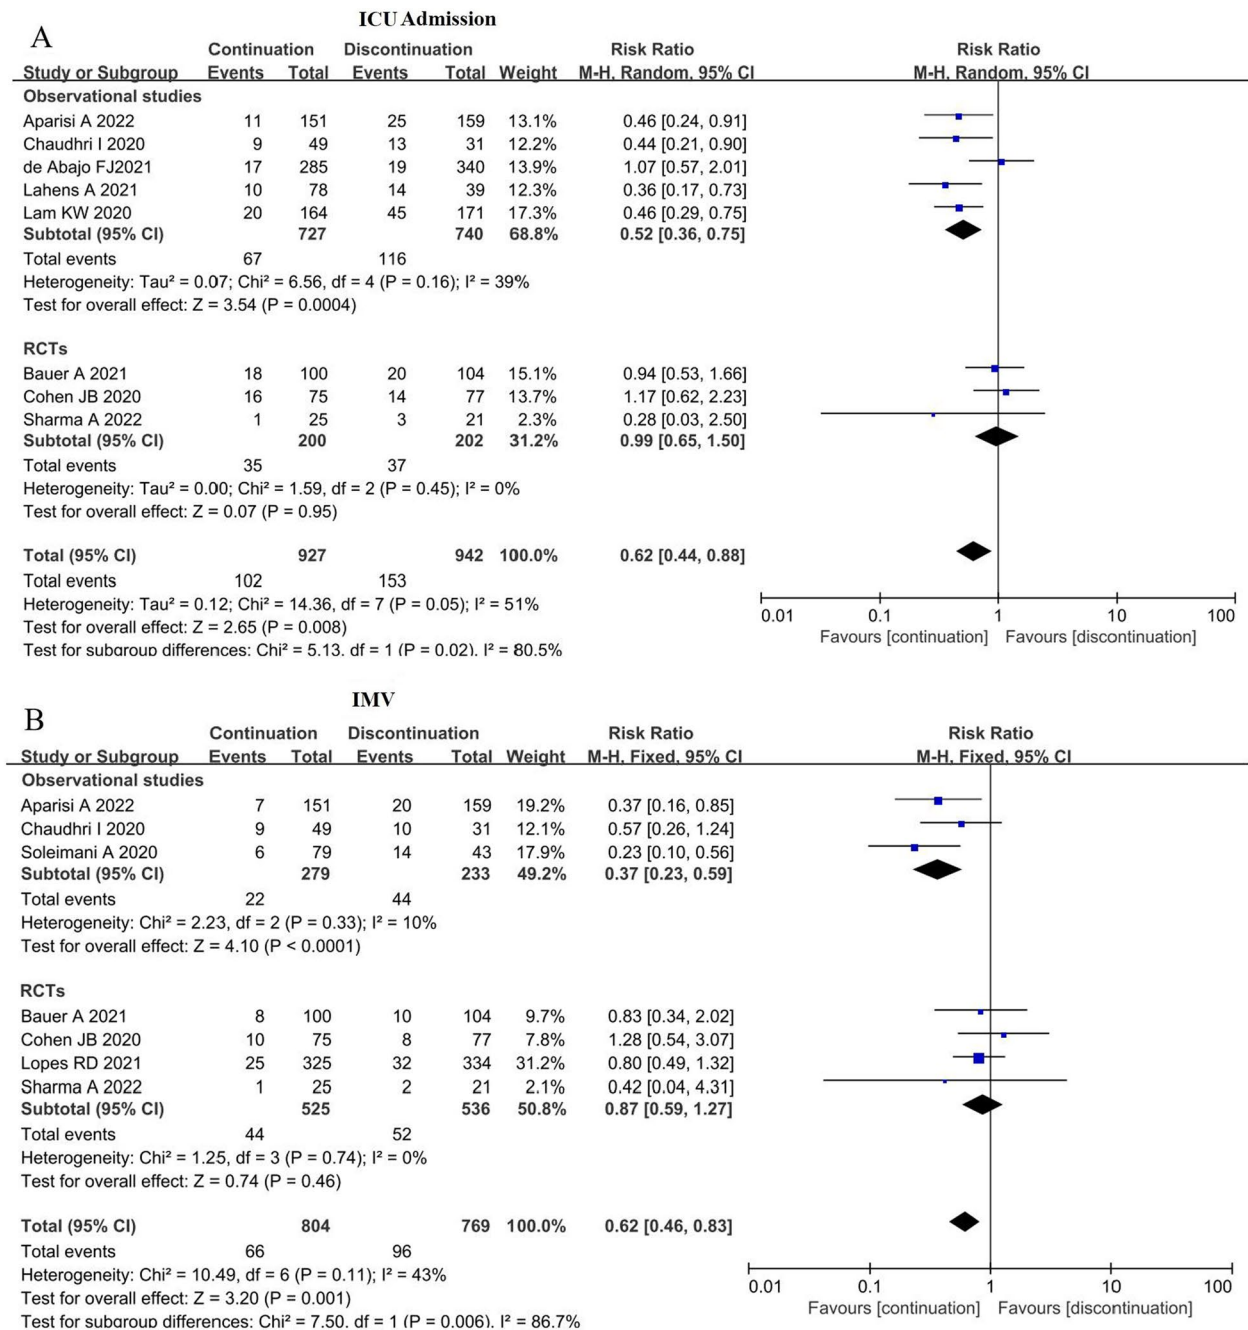 ICU Admission
A
Continuation Discontinuation Risk Ratio Risk Ratio
Study or Subgroup Events Total Events Total Weight M-H, Random, 95% CI M-H, Random, 95% CI
Observational studies
Aparisi A 2022 11 151 25 159 13.1% 0.46 [0.24, 0.91]
Chaudhri I 2020 9 49 13 31 12.2% 0.44 [0.21, 0.90]
de Abajo FJ2021 17 285 19 340 13.9% 1.07 [0.57, 2.01]
Lahens A 2021 10 78 14 39 12.3% 0.36 [0.17, 0.73]
Lam KW 2020 20 164 45 171 17.3% 0.46 [0.29, 0.75]
Subtotal (95% CI) 727 740 68.8% 0.52 [0.36, 0.75]
Total events 67 116
Heterogeneity: Tau² = 0.07; Chi² = 6.56, df = 4 (P = 0.16); I² = 39%
Test for overall effect: Z = 3.54 (P = 0.0004)
RCTs
Bauer A 2021 18 100 20 104 15.1% 0.94 [0.53, 1.66]
Cohen JB 2020 16 75 14 77 13.7% 1.17 [0.62, 2.23]
Sharma A 2022 1 25 3 21 2.3% 0.28 [0.03, 2.50]
Subtotal (95% CI) 200 202 31.2% 0.99 [0.65, 1.50]
Total events 35 37
Heterogeneity: Tau² = 0.00; Chi² = 1.59, df = 2 (P = 0.45); I² = 0%
Test for overall effect: Z = 0.07 (P = 0.95)
Total (95% CI) 927 942 100.0% 0.62 [0.44, 0.88]
Total events 102 153
Heterogeneity: Tau² = 0.12; Chi² = 14.36, df = 7 (P = 0.05); I² = 51%
Test for overall effect: Z = 2.65 (P = 0.008)
Test for subgroup differences: Chi² = 5.13, df = 1 (P = 0.02), I² = 80.5%
0.01 0.1 1 10 100
Favours [continuation] Favours [discontinuation]
IMV
B
Continuation Discontinuation Risk Ratio Risk Ratio
Study or Subgroup Events Total Events Total Weight M-H, Fixed, 95% CI M-H, Fixed, 95% CI
Observational studies
Aparisi A 2022 7 151 20 159 19.2% 0.37 [0.16, 0.85]
Chaudhri I 2020 9 49 10 31 12.1% 0.57 [0.26, 1.24]
Soleimani A 2020 6 79 14 43 17.9% 0.23 [0.10, 0.56]
Subtotal (95% CI) 279 233 49.2% 0.37 [0.23, 0.59]
Total events 22 44
Heterogeneity: Chi² = 2.23, df = 2 (P = 0.33); I² = 10%
Test for overall effect: Z = 4.10 (P < 0.0001)
RCTs
Bauer A 2021 8 100 10 104 9.7% 0.83 [0.34, 2.02]
Cohen JB 2020 10 75 8 77 7.8% 1.28 [0.54, 3.07]
Lopes RD 2021 25 325 32 334 31.2% 0.80 [0.49, 1.32]
Sharma A 2022 1 25 2 21 2.1% 0.42 [0.04, 4.31]
Subtotal (95% CI) 525 536 50.8% 0.87 [0.59, 1.27]
Total events 44 52
Heterogeneity: Chi² = 1.25, df = 3 (P = 0.74); I² = 0%
Test for overall effect: Z = 0.74 (P = 0.46)
Total (95% CI) 804 769 100.0% 0.62 [0.46, 0.83]
Total events 66 96
Heterogeneity: Chi² = 10.49, df = 6 (P = 0.11); I² = 43%
Test for overall effect: Z = 3.20 (P = 0.001)
Test for subgroup differences: Chi² = 7.50, df = 1 (P = 0.006), I² = 86.7%
0.01 0.1 1 10 100
Favours [continuation] Favours [discontinuation]